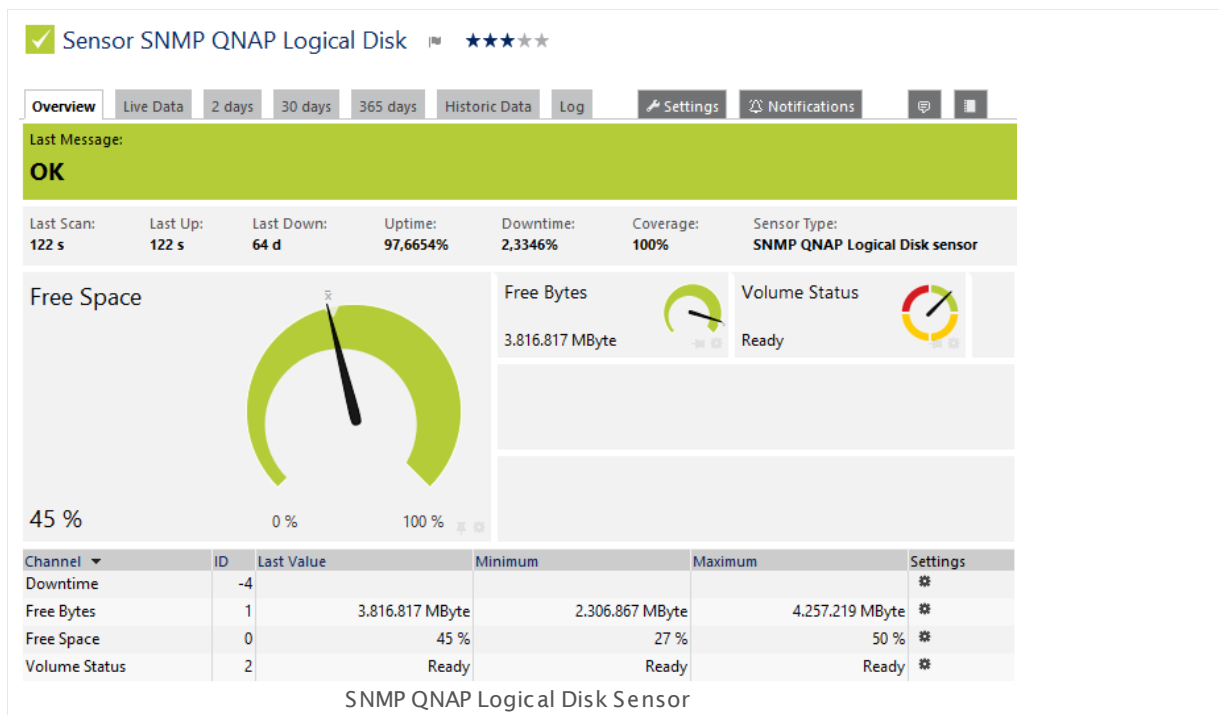 Sensor SNMP QNAP Logical Disk
Overview Live Data 2 days 30 days 365 days Historic Data Log Settings Notifications
Last Message:
OK
Last Scan: Last Up: Last Down: Uptime: Downtime: Coverage: Sensor Type:
122 s 122 s 64 d 97,6654% 2,3346% 100% SNMP QNAP Logical Disk sensor
Free Space
x
45 %
0 % 100 %
Free Bytes
3.816.817 MByte
Volume Status
Ready
Channel ID Last Value Minimum Maximum Settings
Downtime -4
Free Bytes 1 3.816.817 MByte 2.306.867 MByte 4.257.219 MByte
Free Space 0 45 % 27 % 50 %
Volume Status 2 Ready Ready Ready
SNMP QNAP Logical Disk Sensor